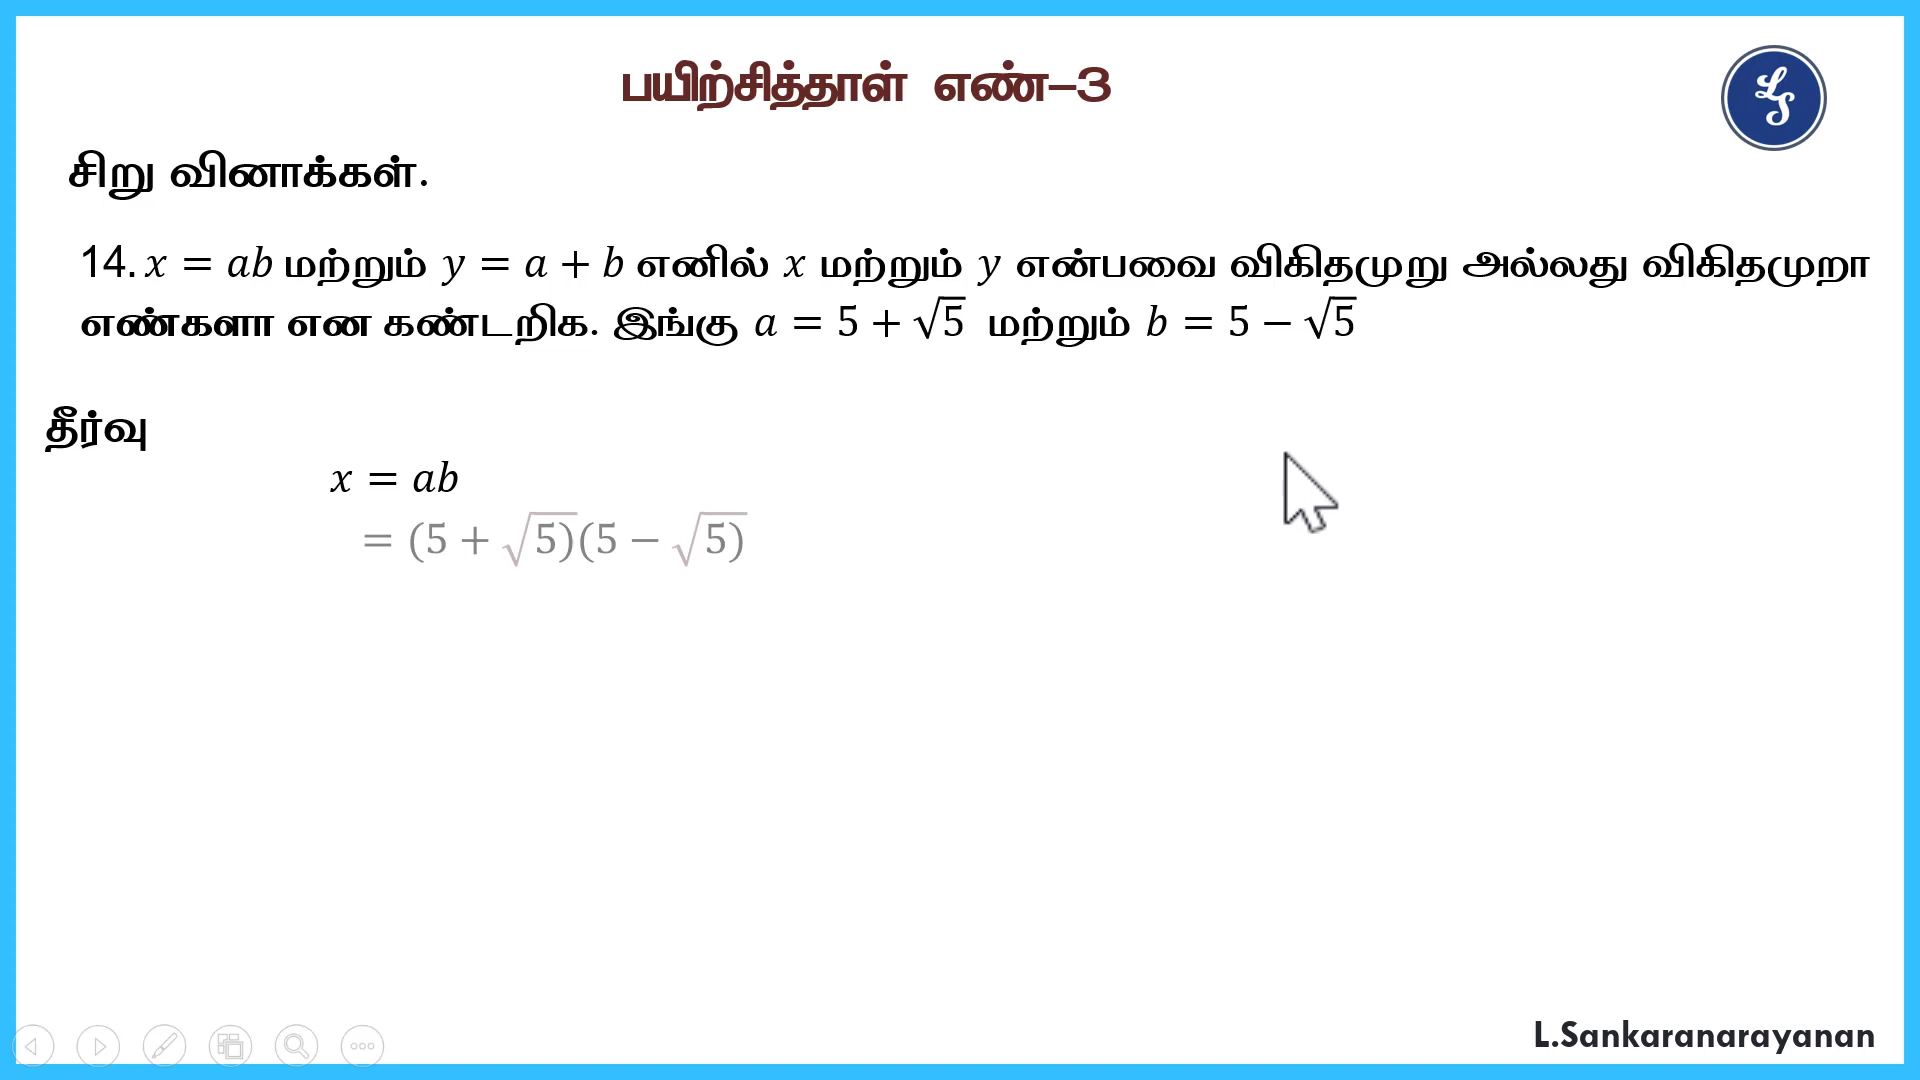 பயிற்சித்தாள் எண்–3
LS
சிறு வினாக்கள்.
14. x = ab மற்றும் y = a + b எனில் x மற்றும் y என்பவை விகிதமுறு அல்லது விகிதமுறா
எண்களா என கண்டறிக. இங்கு a = 5 + √5 மற்றும் b = 5 − √5
தீர்வு
x = ab
= (5 + √5)(5 − √5)
L.Sankaranarayanan